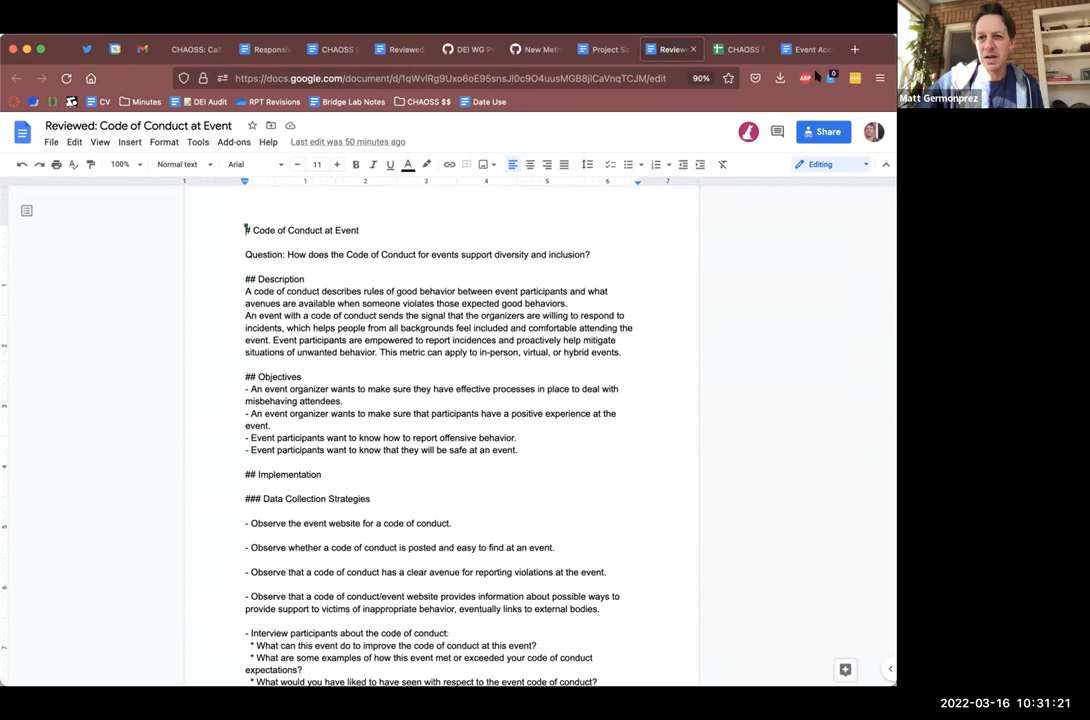 CHAOSS: Cal
Responsiv
CHAOSS
Reviewed
DEI WG P
New Metr
Project Sa
Review
CHAOSS
Event Acc
https://docs.google.com/document/d/1qWvlRg9Uxo6oE95snsJl0c9O4uusMGB8jlCaVnqTCJM/edit
90%
ABP
0
CV
Minutes
DEI Audit
RPT Revisions
Bridge Lab Notes
CHAOSS $$
Date Use
Matt Germonprez
Reviewed: Code of Conduct at Event
File Edit View Insert Format Tools Add-ons Help Last edit was 50 minutes ago
Share
100% Normal text Arial 11 Editing
1 1 2 3 4 5 6 7
# Code of Conduct at Event
Question: How does the Code of Conduct for events support diversity and inclusion?
## Description
A code of conduct describes rules of good behavior between event participants and what
avenues are available when someone violates those expected good behaviors.
An event with a code of conduct sends the signal that the organizers are willing to respond to
incidents, which helps people from all backgrounds feel included and comfortable attending the
event. Event participants are empowered to report incidences and proactively help mitigate
situations of unwanted behavior. This metric can apply to in-person, virtual, or hybrid events.
## Objectives
- An event organizer wants to make sure they have effective processes in place to deal with
misbehaving attendees.
- An event organizer wants to make sure that participants have a positive experience at the
event.
- Event participants want to know how to report offensive behavior.
- Event participants want to know that they will be safe at an event.
## Implementation
### Data Collection Strategies
- Observe the event website for a code of conduct.
- Observe whether a code of conduct is posted and easy to find at an event.
- Observe that a code of conduct has a clear avenue for reporting violations at the event.
- Observe that a code of conduct/event website provides information about possible ways to
provide support to victims of inappropriate behavior, eventually links to external bodies.
- Interview participants about the code of conduct:
* What can this event do to improve the code of conduct at this event?
* What are some examples of how this event met or exceeded your code of conduct
expectations?
* What would you have liked to have seen with respect to the event code of conduct?
2022-03-16 10:31:21